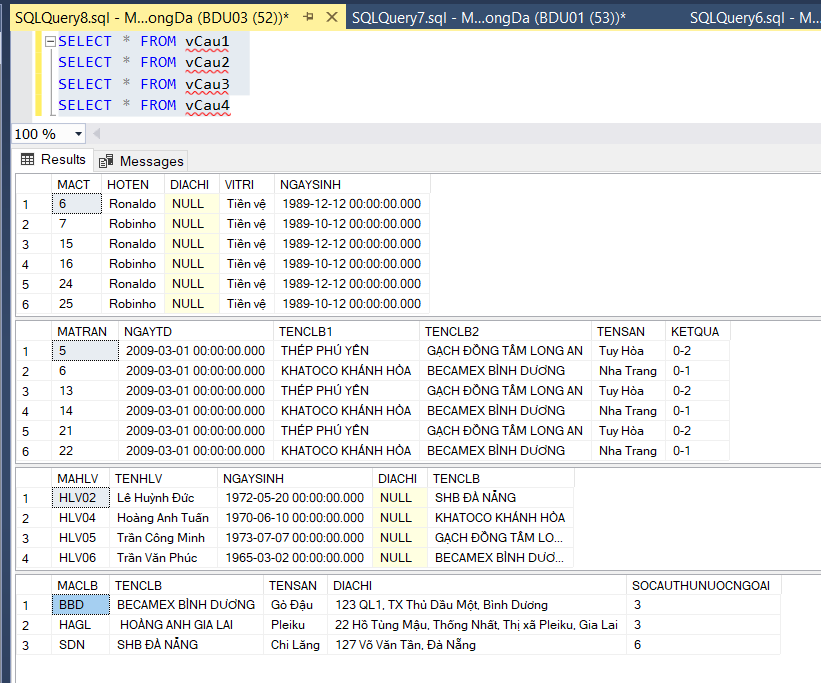 SQLQuery8.sql - M...ongDa (BDU03 (52))* SQLQuery7.sql - M...ongDa (BDU01 (53))* SQLQuery6.sql - M...
SELECT * FROM vCau1
SELECT * FROM vCau2
SELECT * FROM vCau3
SELECT * FROM vCau4
100 %
Results Messages
MACT HOTEN DIACHI VITRI NGAYSINH
1 6 Ronaldo NULL Tiền vệ 1989-12-12 00:00:00.000
2 7 Robinho NULL Tiền vệ 1989-10-12 00:00:00.000
3 15 Ronaldo NULL Tiền vệ 1989-12-12 00:00:00.000
4 16 Robinho NULL Tiền vệ 1989-10-12 00:00:00.000
5 24 Ronaldo NULL Tiền vệ 1989-12-12 00:00:00.000
6 25 Robinho NULL Tiền vệ 1989-10-12 00:00:00.000
MATRAN NGAYTD TENCLB1 TENCLB2 TENSAN KETQUA
1 5 2009-03-01 00:00:00.000 THÉP PHÚ YÊN GẠCH ĐỒNG TÂM LONG AN Tuy Hòa 0-2
2 6 2009-03-01 00:00:00.000 KHATOCO KHÁNH HÒA BECAMEX BÌNH DƯƠNG Nha Trang 0-1
3 13 2009-03-01 00:00:00.000 THÉP PHÚ YÊN GẠCH ĐỒNG TÂM LONG AN Tuy Hòa 0-2
4 14 2009-03-01 00:00:00.000 KHATOCO KHÁNH HÒA BECAMEX BÌNH DƯƠNG Nha Trang 0-1
5 21 2009-03-01 00:00:00.000 THÉP PHÚ YÊN GẠCH ĐỒNG TÂM LONG AN Tuy Hòa 0-2
6 22 2009-03-01 00:00:00.000 KHATOCO KHÁNH HÒA BECAMEX BÌNH DƯƠNG Nha Trang 0-1
MAHLV TENHLV NGAYSINH DIACHI TENCLB
1 HLV02 Lê Huỳnh Đức 1972-05-20 00:00:00.000 NULL SHB ĐÀ NẴNG
2 HLV04 Hoàng Anh Tuấn 1970-06-10 00:00:00.000 NULL KHATOCO KHÁNH HÒA
3 HLV05 Trần Công Minh 1973-07-07 00:00:00.000 NULL GẠCH ĐỒNG TÂM LO...
4 HLV06 Trần Văn Phúc 1965-03-02 00:00:00.000 NULL BECAMEX BÌNH DƯƠ...
MACLB TENCLB TENSAN DIACHI SOCAUTHUNUOCNGOAI
1 BBD BECAMEX BÌNH DƯƠNG Gò Đậu 123 QL1, TX Thủ Dầu Một, Bình Dương 3
2 HAGL HOÀNG ANH GIA LAI Pleiku 22 Hồ Tùng Mậu, Thống Nhất, Thị xã Pleiku, Gia Lai 3
3 SDN SHB ĐÀ NẴNG Chi Lăng 127 Võ Văn Tần, Đà Nẵng 6